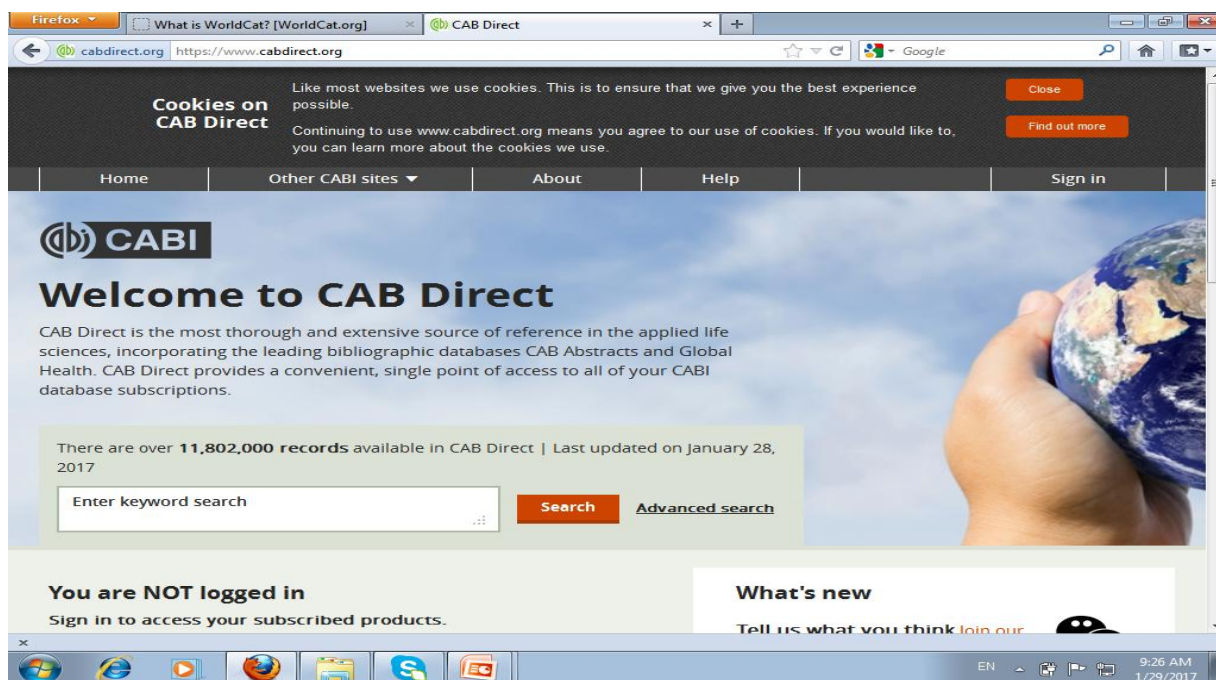 Firefox
What is WorldCat? [WorldCat.org]
CAB Direct
cabdirect.org https://www.cabdirect.org
Google
Cookies on
CAB Direct
Like most websites we use cookies. This is to ensure that we give you the best experience
possible.
Continuing to use www.cabdirect.org means you agree to our use of cookies. If you would like to,
you can learn more about the cookies we use.
Close
Find out more
Home Other CABI sites About Help Sign in
CABI
Welcome to CAB Direct
CAB Direct is the most thorough and extensive source of reference in the applied life
sciences, incorporating the leading bibliographic databases CAB Abstracts and Global
Health. CAB Direct provides a convenient, single point of access to all of your CABI
database subscriptions.
There are over 11,802,000 records available in CAB Direct | Last updated on January 28,
2017
Enter keyword search
Search Advanced search
You are NOT logged in
Sign in to access your subscribed products.
What's new
Tell us what you think Join our
EN
9:26 AM
1/29/2017